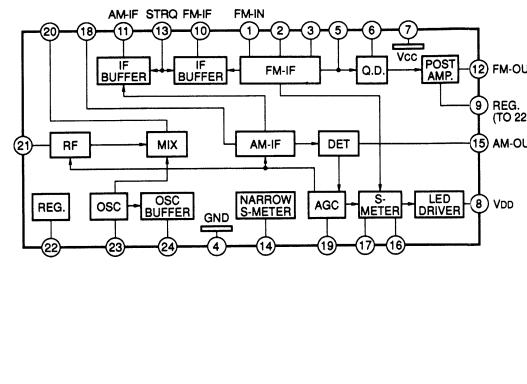 AM-IF STRQ FM-IF FM-IN
20 18 11 13 10 1 2 3 5 6 7
VCC
IF BUFFER
IF BUFFER
FM-IF
Q.D.
POST AMP.
12 FM-OU
9 REG.
(TO 22
21
RF
MIX
AM-IF
DET
15 AM-OU
REG.
OSC
OSC BUFFER
GND
NARROW S-METER
AGC
S-METER
LED DRIVER
8 VDD
22 23 24 4 14 19 17 16